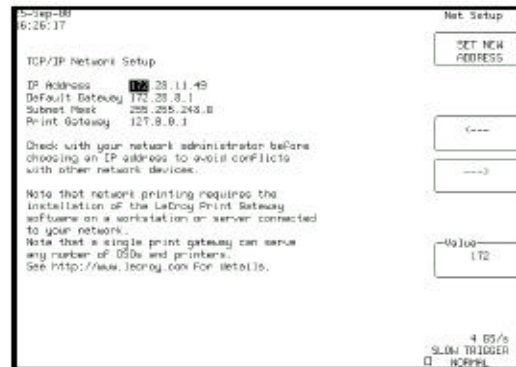 5-Sep-00
16:26:17
Net Setup
SET NEW
ADDRESS
TCP/IP Network Setup
IP Address 172.28.11.49
Default Gateway 172.28.8.1
Subnet Mask 255.255.248.0
Print Gateway 127.0.0.1
Check with your network administrator before
choosing an IP address to avoid conflicts
with other network devices.
<---
--->
Note that network printing requires the
installation of the LeCroy Print Gateway
software on a workstation or server connected
to your network.
Note that a single print gateway can serve
any number of DSOs and printers.
See http://www.lecroy.com for details.
Value
172
4 GS/s
SLOW TRIGGER
NORMAL